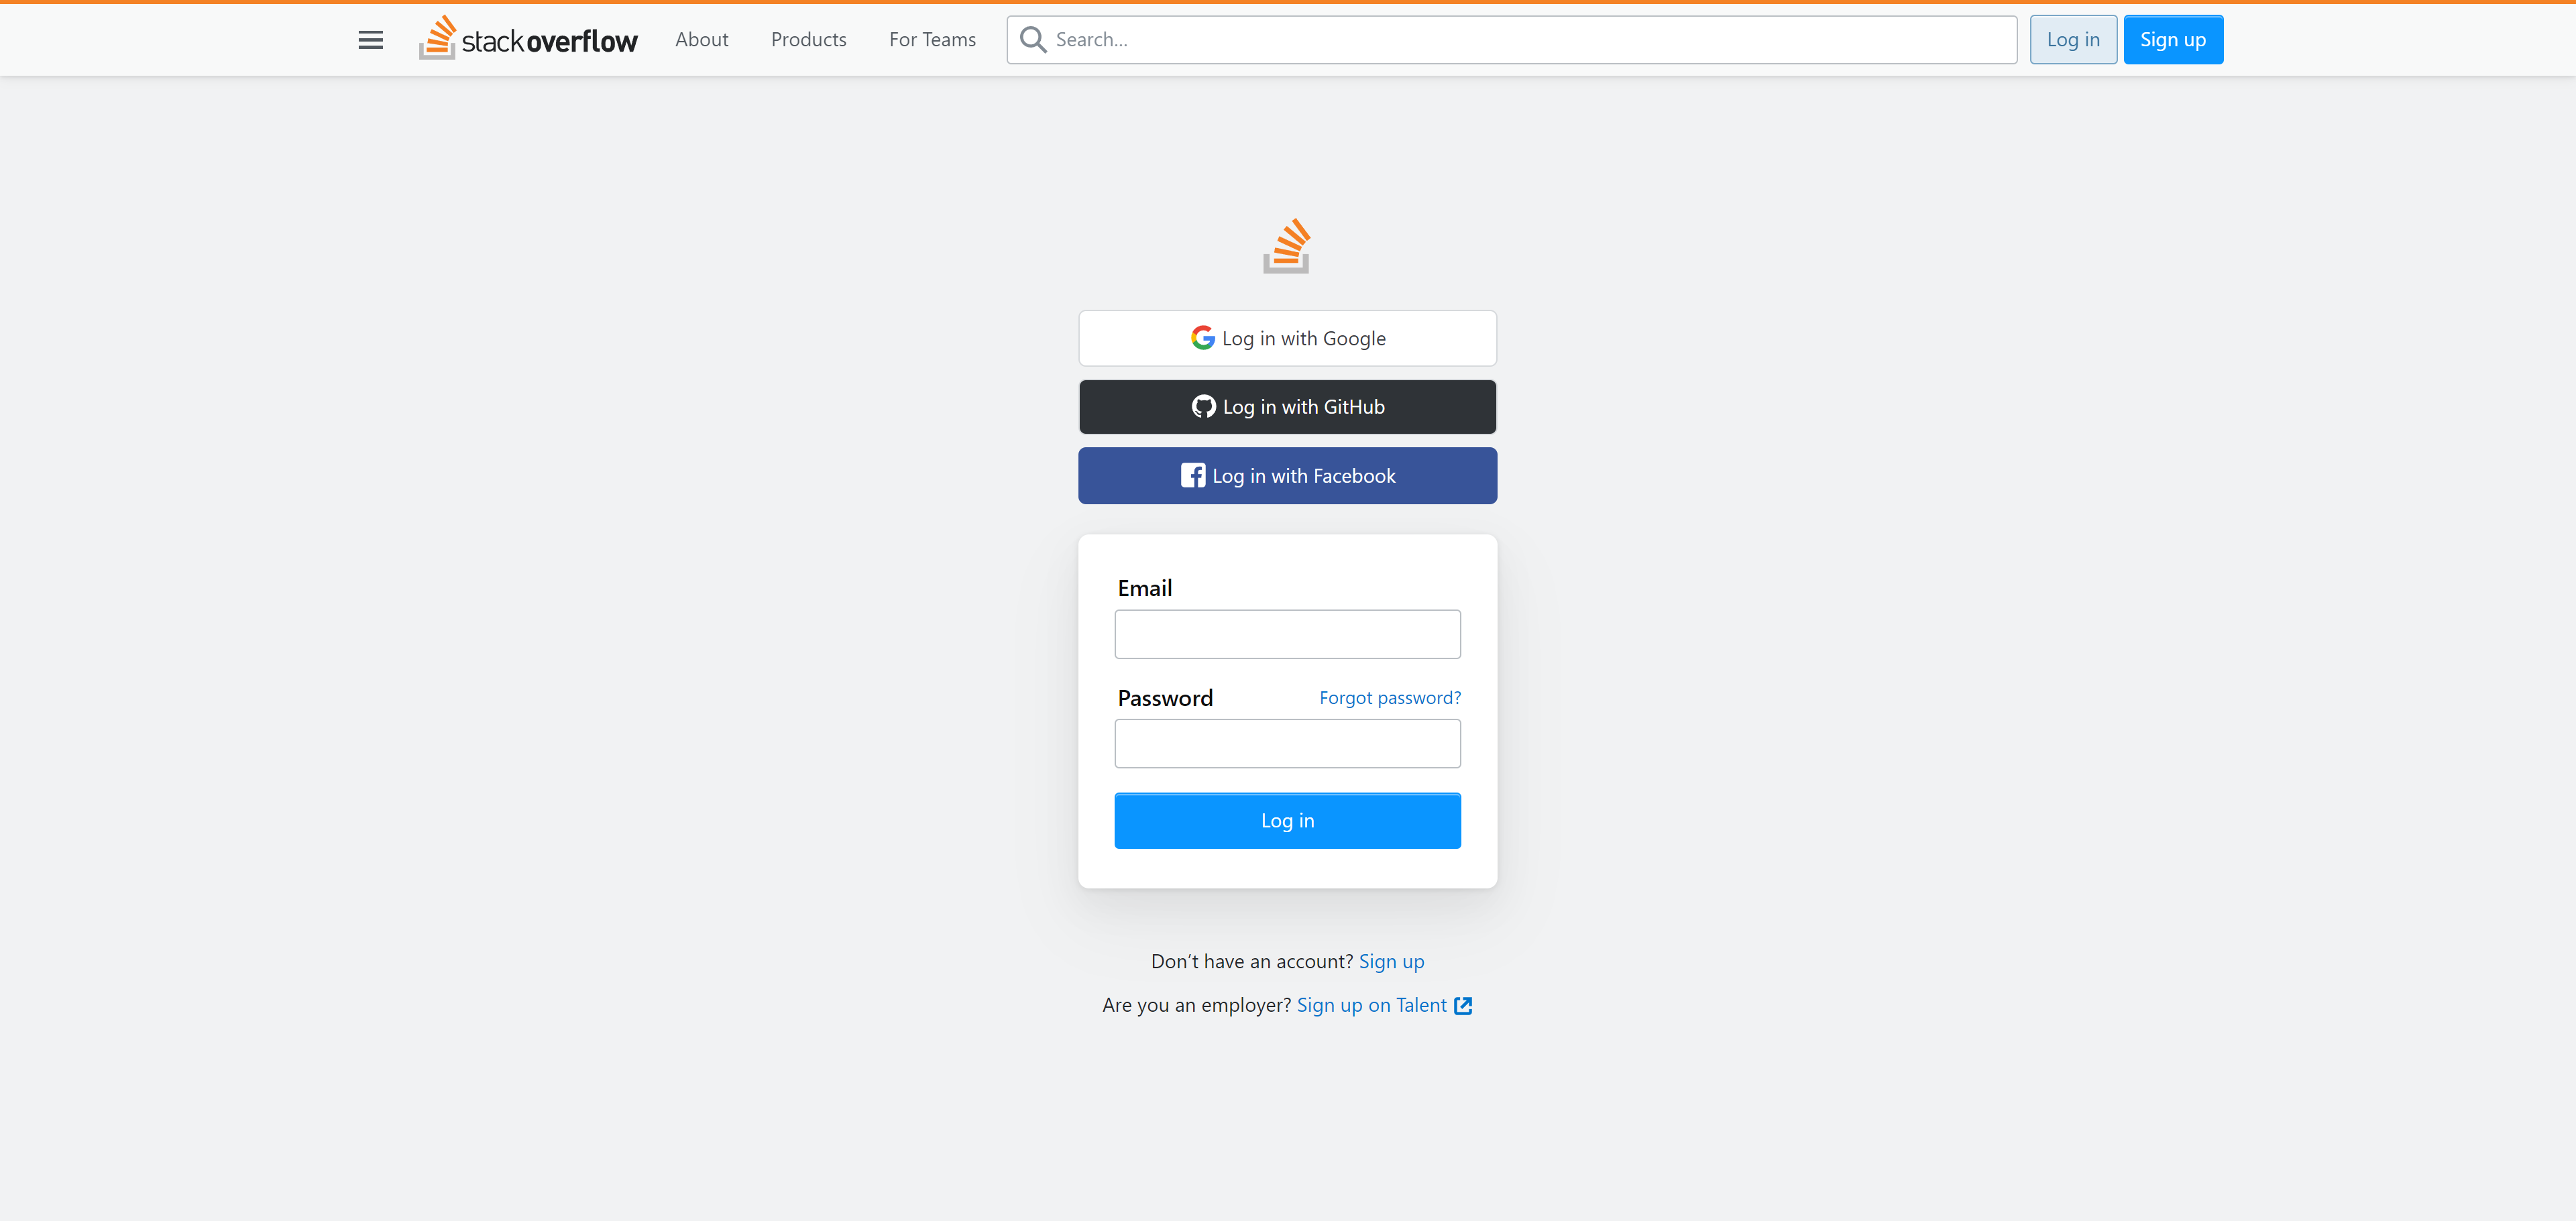 stackoverflow About Products For Teams Search... Log in Sign up
Log in with Google
Log in with GitHub
Log in with Facebook
Email
Password Forgot password?
Log in
Don’t have an account? Sign up
Are you an employer? Sign up on Talent